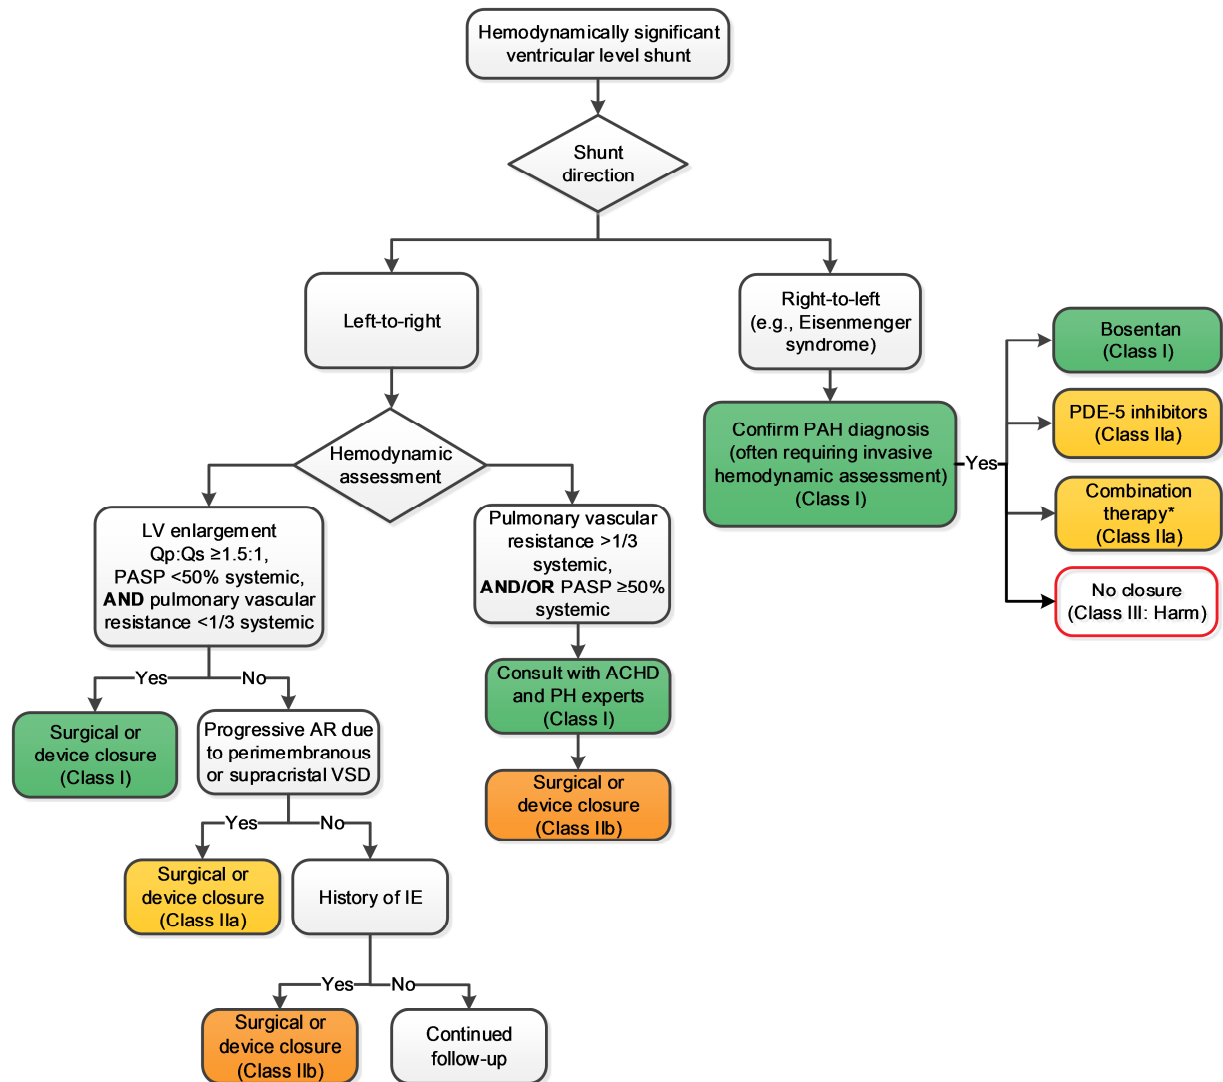 Hemodynamically significant
ventricular level shunt
Shunt
direction
Left-to-right
Right-to-left
(e.g., Eisenmenger
syndrome)
Bosentan
(Class I)
PDE-5 inhibitors
(Class IIa)
Confirm PAH diagnosis
(often requiring invasive
hemodynamic assessment)
(Class I)
Yes
Combination
therapy*
(Class IIa)
No closure
(Class III: Harm)
Hemodynamic
assessment
LV enlargement
Qp:Qs ≥1.5:1,
PASP <50% systemic,
AND pulmonary vascular
resistance <1/3 systemic
Pulmonary vascular
resistance >1/3
systemic,
AND/OR PASP ≥50%
systemic
Yes
No
Consult with ACHD
and PH experts
(Class I)
Surgical or
device closure
(Class I)
Progressive AR due
to perimembranous
or supracristal VSD
Surgical or
device closure
(Class IIb)
Yes
No
Surgical or
device closure
(Class IIa)
History of IE
Yes
No
Surgical or
device closure
(Class IIb)
Continued
follow-up